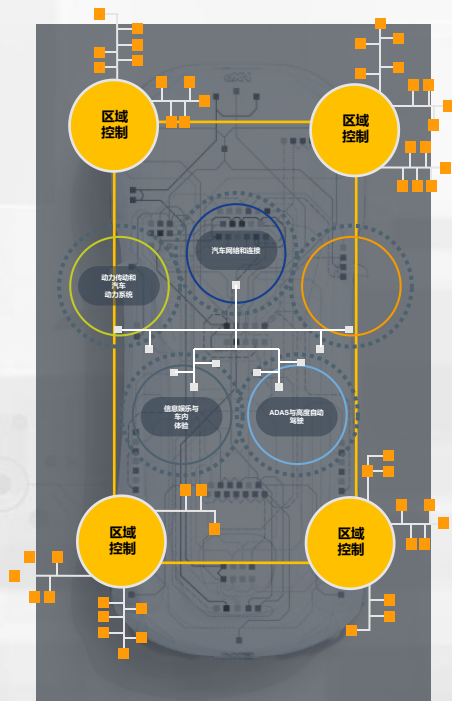 区域
控制
区域
控制
汽车网络和连接
动力传动和
汽车
动力系统
信息娱乐与
车内
体验
ADAS与高度自动
驾驶
区域
控制
区域
控制